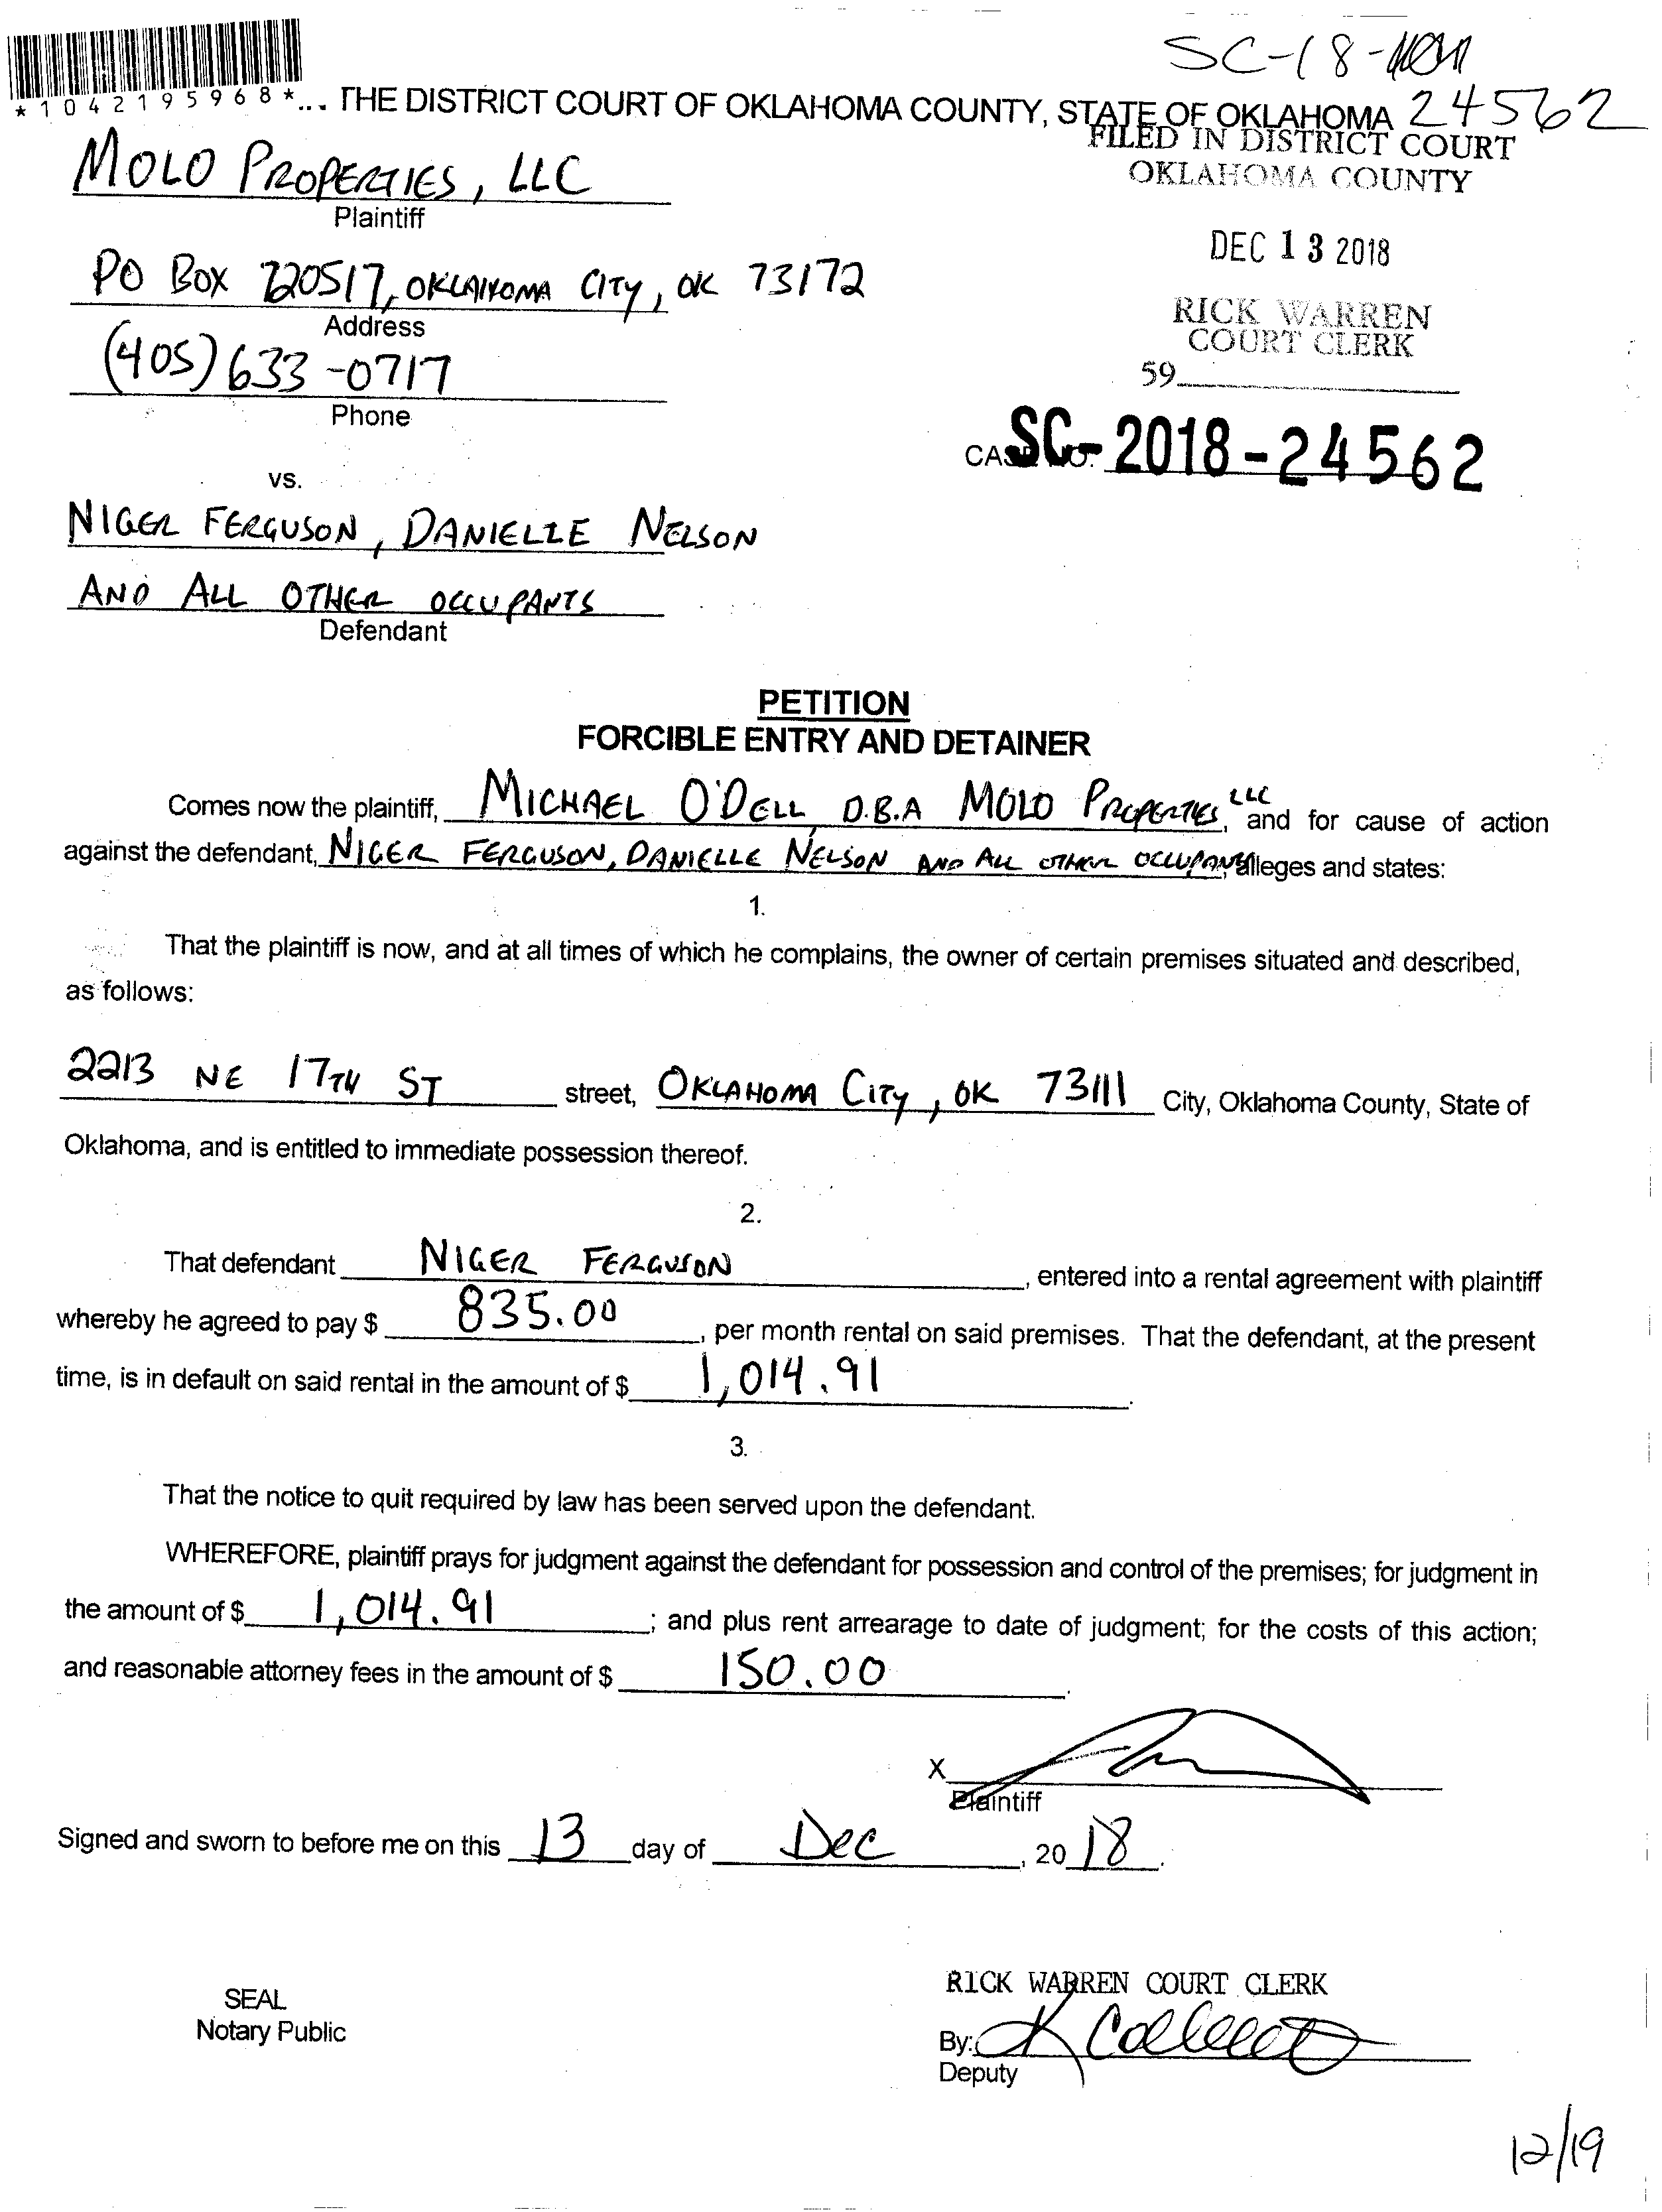 SC-18-
*1042195968*... THE DISTRICT COURT OF OKLAHOMA COUNTY, STATE OF OKLAHOMA 24562
FILED IN DISTRICT COURT
OKLAHOMA COUNTY
MOLO PROPERTIES, LLC
Plaintiff
DEC 13 2018
PO BOX 720517, OKLAHOMA CITY, OK 73172
Address
RICK WARREN
COURT CLERK
(405) 633-0717
59
Phone
SC-2018-24562
vs.
NIGER FERGUSON, DANIELLE NELSON
AND ALL OTHER OCCUPANTS
Defendant
PETITION
FORCIBLE ENTRY AND DETAINER
Comes now the plaintiff, MICHAEL O'DELL D.B.A MOLO PROPERTIES, LLC and for cause of action
against the defendant, NIGER FERGUSON, DANIELLE NELSON AND ALL OTHER OCCUPANTS alleges and states:
1.
That the plaintiff is now, and at all times of which he complains, the owner of certain premises situated and described,
as follows:
2213 NE 17TH ST street, OKLAHOMA CITY, OK 73111 City, Oklahoma County, State of
Oklahoma, and is entitled to immediate possession thereof.
2.
That defendant NIGER FERGUSON, entered into a rental agreement with plaintiff
whereby he agreed to pay $ 835.00, per month rental on said premises. That the defendant, at the present
time, is in default on said rental in the amount of $ 1,014.91.
3.
That the notice to quit required by law has been served upon the defendant.
WHEREFORE, plaintiff prays for judgment against the defendant for possession and control of the premises; for judgment in
the amount of $ 1,014.91; and plus rent arrearage to date of judgment; for the costs of this action;
and reasonable attorney fees in the amount of $ 150.00.
X
Plaintiff
Signed and sworn to before me on this 13 day of Dec, 2018.
RICK WARREN COURT CLERK
SEAL
Notary Public
By:
Deputy
12/19